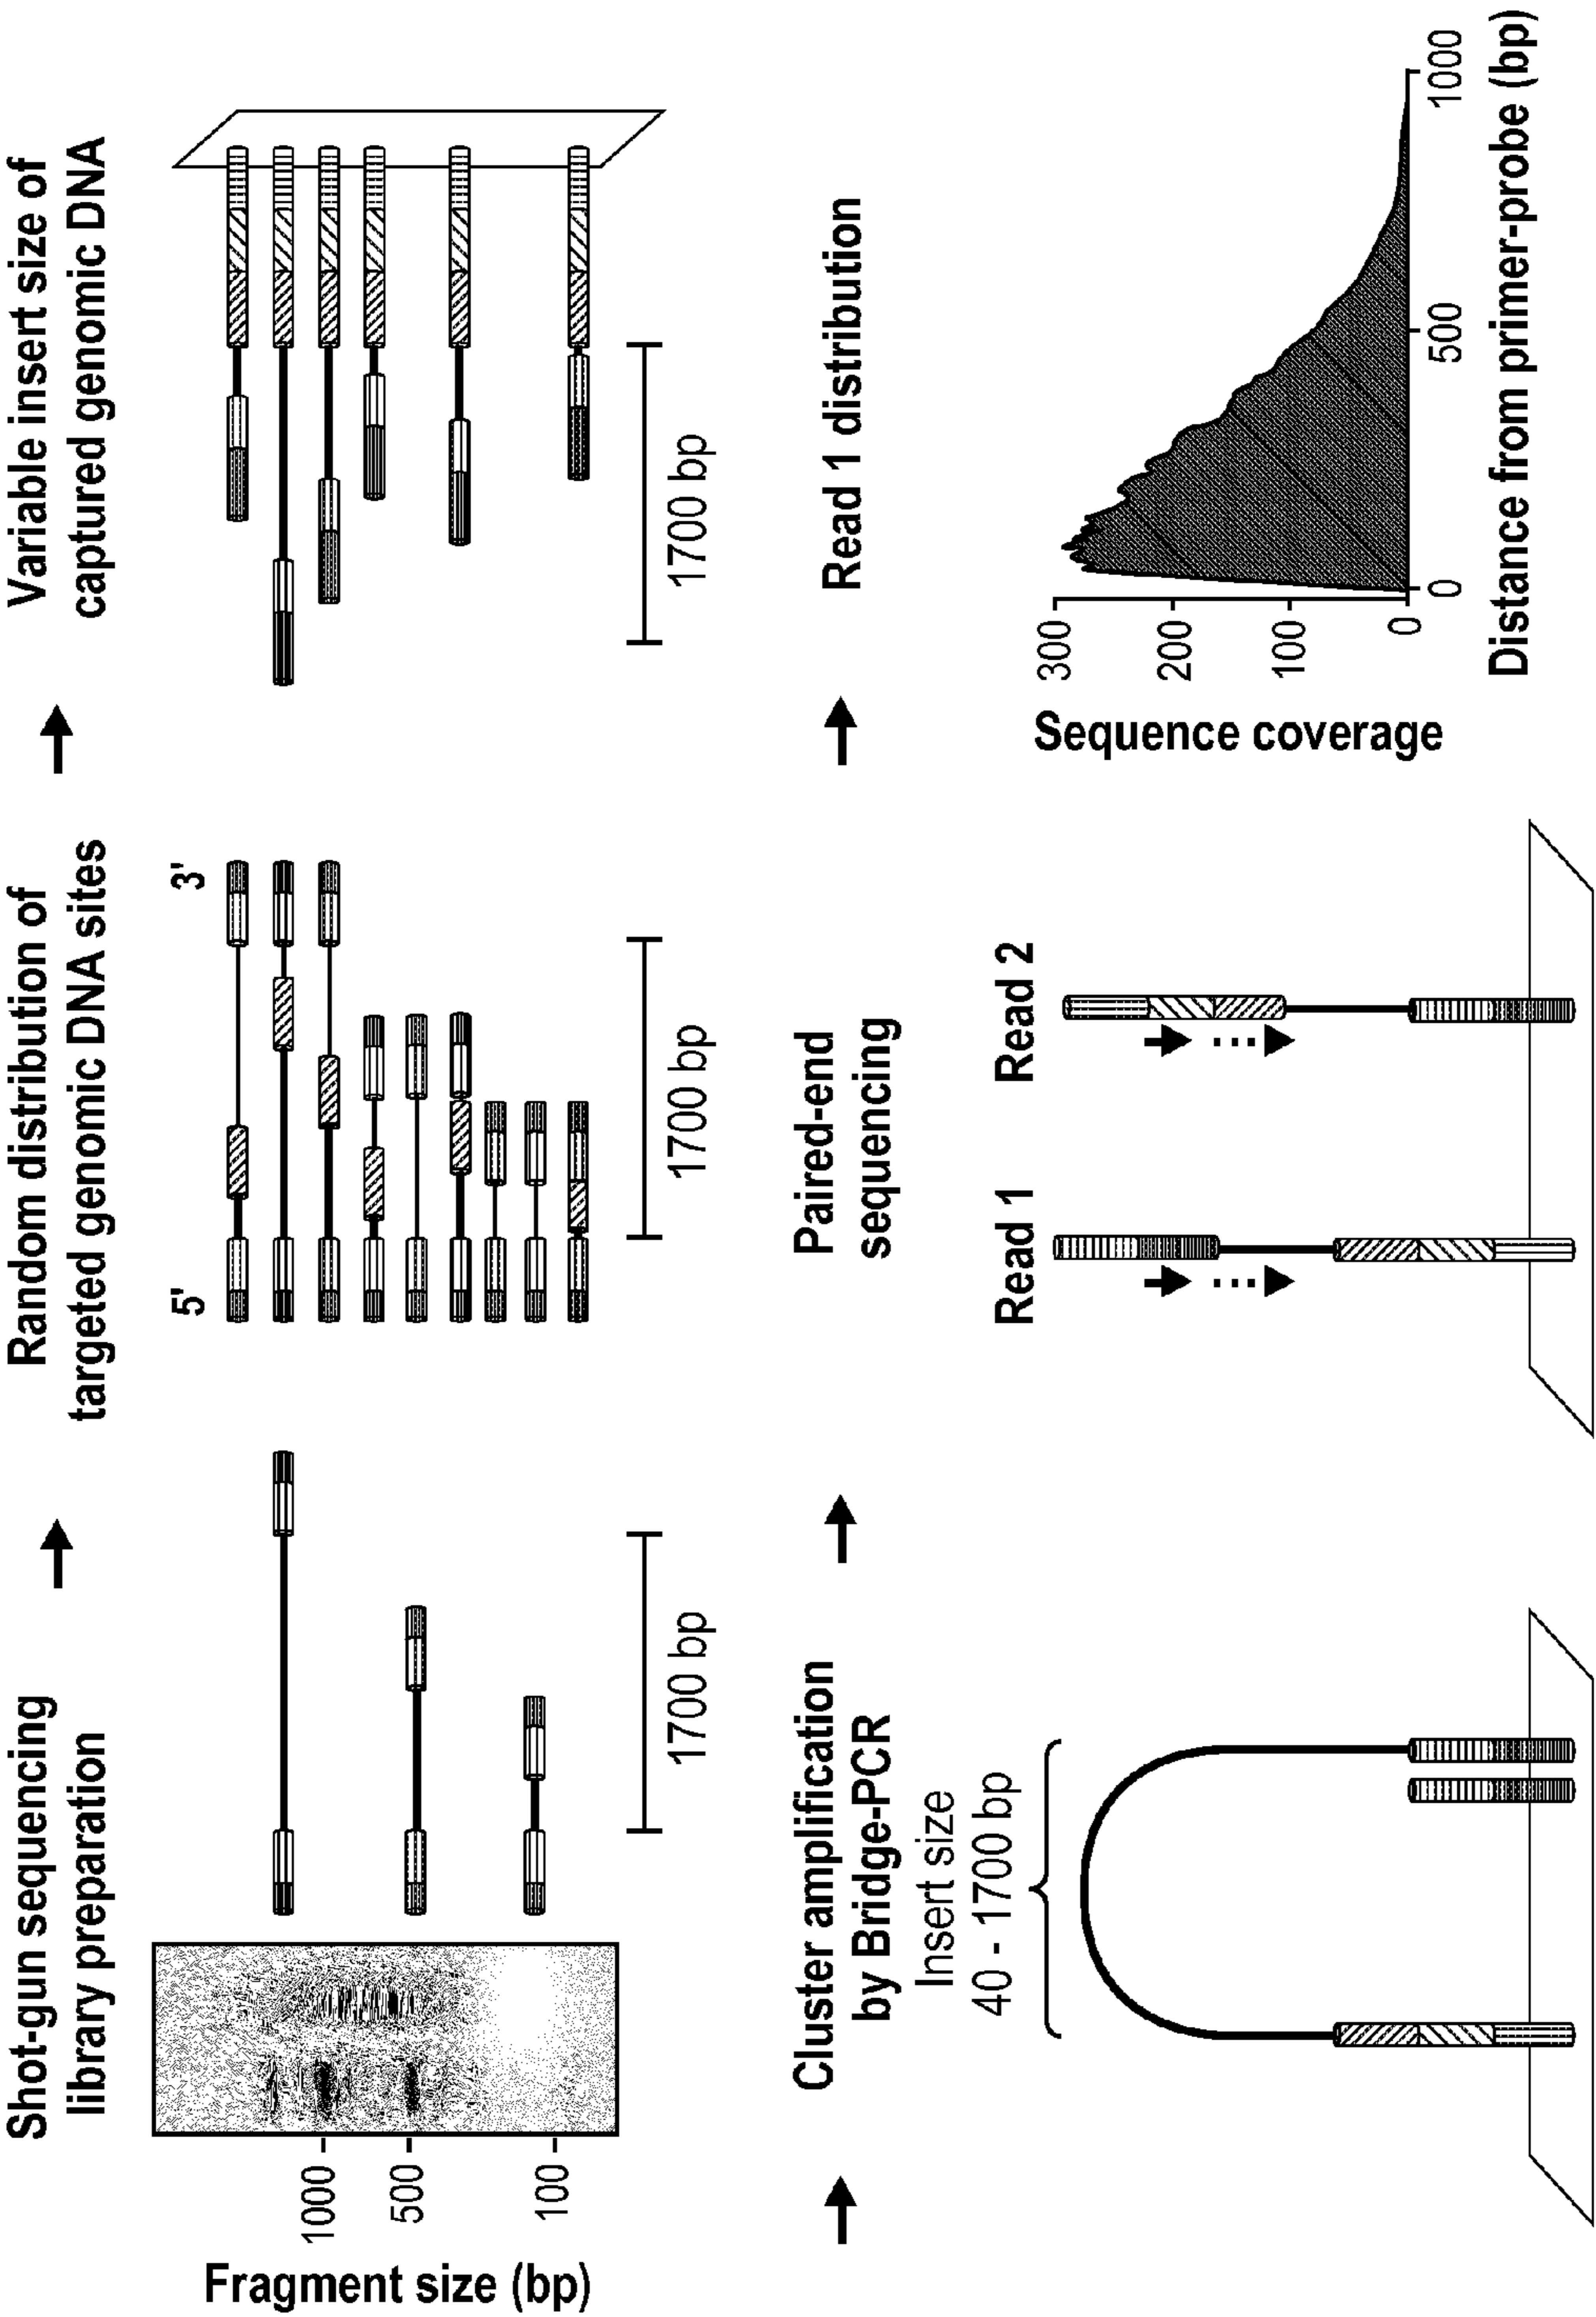 Shot-gun sequencing
library preparation
Fragment size (bp)
1000
500
100
1700 bp
Random distribution of
targeted genomic DNA sites
5'
3'
1700 bp
Variable insert size of
captured genomic DNA
1700 bp
Cluster amplification
by Bridge-PCR
Insert size
40 - 1700 bp
Paired-end
sequencing
Read 1
Read 2
Read 1 distribution
Sequence coverage
300
200
100
0
0
500
1000
Distance from primer-probe (bp)